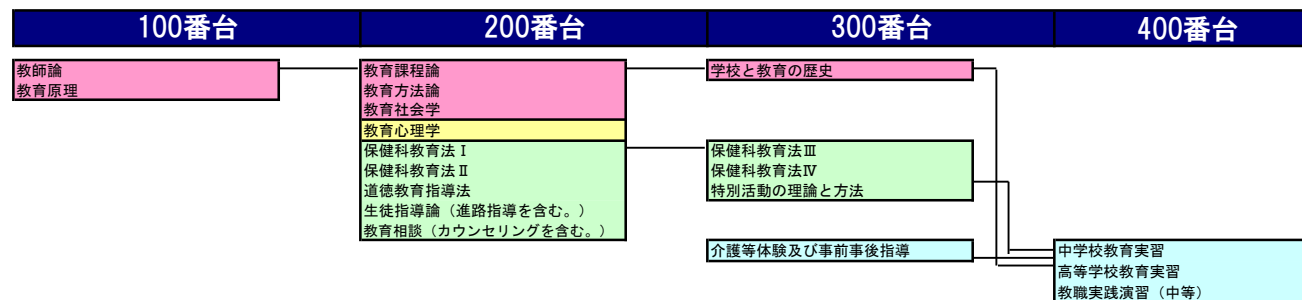 100番台
200番台
300番台
400番台
教師論
教育原理
教育課程論
教育方法論
教育社会学
教育心理学
保健科教育法Ⅰ
保健科教育法Ⅱ
道徳教育指導法
生徒指導論（進路指導を含む。）
教育相談（カウンセリングを含む。）
学校と教育の歴史
保健科教育法Ⅲ
保健科教育法Ⅳ
特別活動の理論と方法
介護等体験及び事前事後指導
中学校教育実習
高等学校教育実習
教職実践演習（中等）